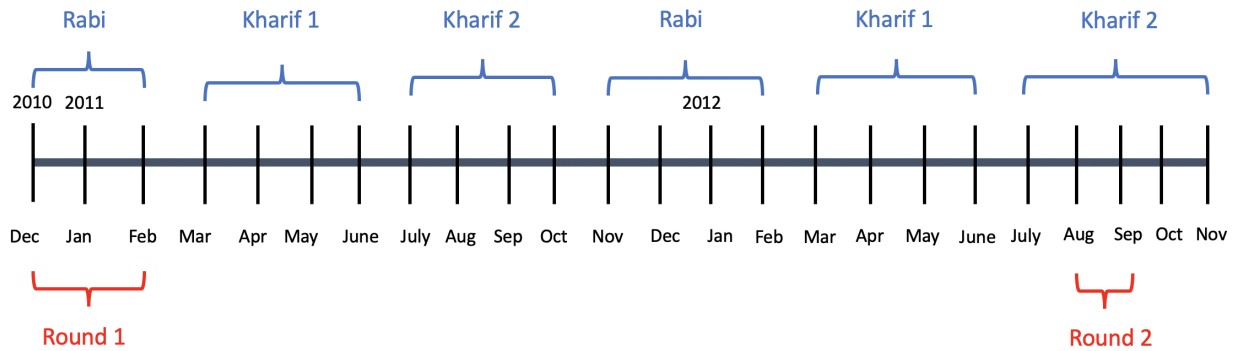 Rabi Kharif 1 Kharif 2 Rabi Kharif 1 Kharif 2
2010 2011 2012
Dec Jan Feb Mar Apr May June July Aug Sep Oct Nov Dec Jan Feb Mar Apr May June July Aug Sep Oct Nov
Round 1 Round 2